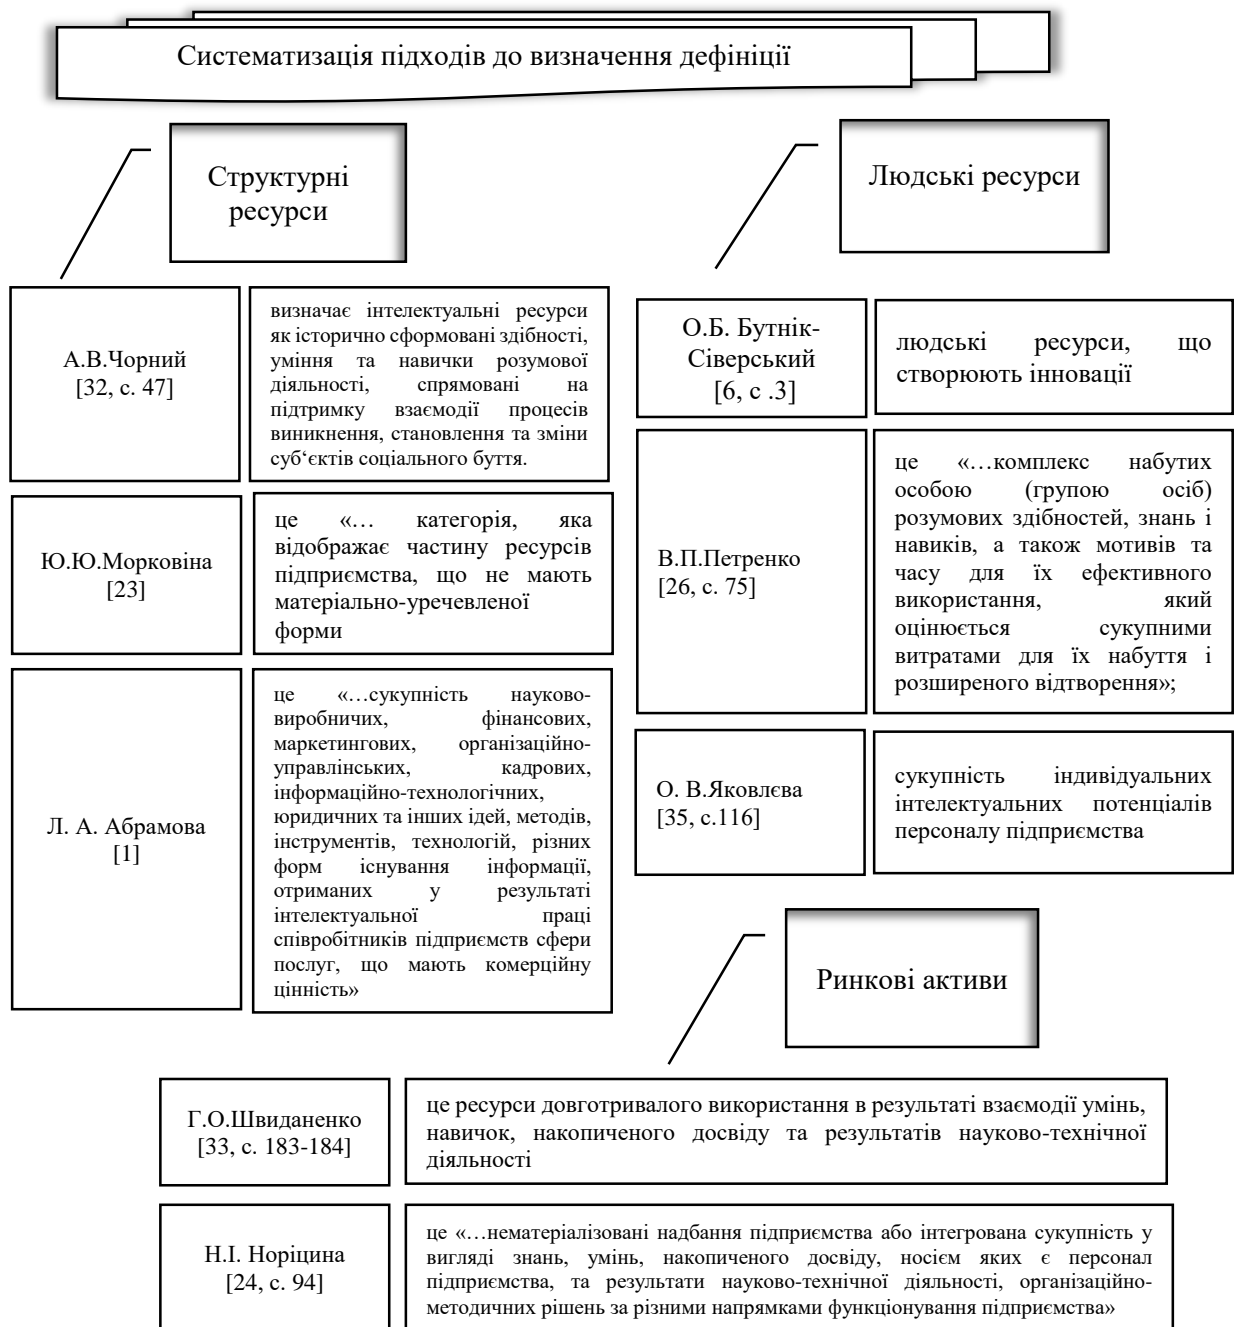 Систематизація підходів до визначення дефініції
Структурні
ресурси
А.В.Чорний
[32, с. 47]
визначає інтелектуальні ресурси
як історично сформовані здібності,
уміння та навички розумової
діяльності, спрямовані на
підтримку взаємодії процесів
виникнення, становлення та зміни
суб‘єктів соціального буття.
Ю.Ю.Морковіна
[23]
це «… категорія, яка
відображає частину ресурсів
підприємства, що не мають
матеріально-уречевленої
форми
Л. А. Абрамова
[1]
це «…сукупність науково-
виробничих, фінансових,
маркетингових, організаційно-
управлінських, кадрових,
інформаційно-технологічних,
юридичних та інших ідей, методів,
інструментів, технологій, різних
форм існування інформації,
отриманих у результаті
інтелектуальної праці
співробітників підприємств сфери
послуг, що мають комерційну
цінність»
Людські ресурси
О.Б. Бутнік-
Сіверський
[6, с .3]
людські ресурси, що
створюють інновації
В.П.Петренко
[26, с. 75]
це «…комплекс набутих
особою (групою осіб)
розумових здібностей, знань і
навиків, а також мотивів та
часу для їх ефективного
використання, який
оцінюється сукупними
витратами для їх набуття і
розширеного відтворення»;
О. В.Яковлєва
[35, с.116]
сукупність індивідуальних
інтелектуальних потенціалів
персоналу підприємства
Ринкові активи
Г.О.Швиданенко
[33, с. 183-184]
це ресурси довготривалого використання в результаті взаємодії умінь,
навичок, накопиченого досвіду та результатів науково-технічної
діяльності
Н.І. Норіцина
[24, с. 94]
це «…нематеріалізовані надбання підприємства або інтегрована сукупність у
вигляді знань, умінь, накопиченого досвіду, носієм яких є персонал
підприємства, та результати науково-технічної діяльності, організаційно-
методичних рішень за різними напрямками функціонування підприємства»